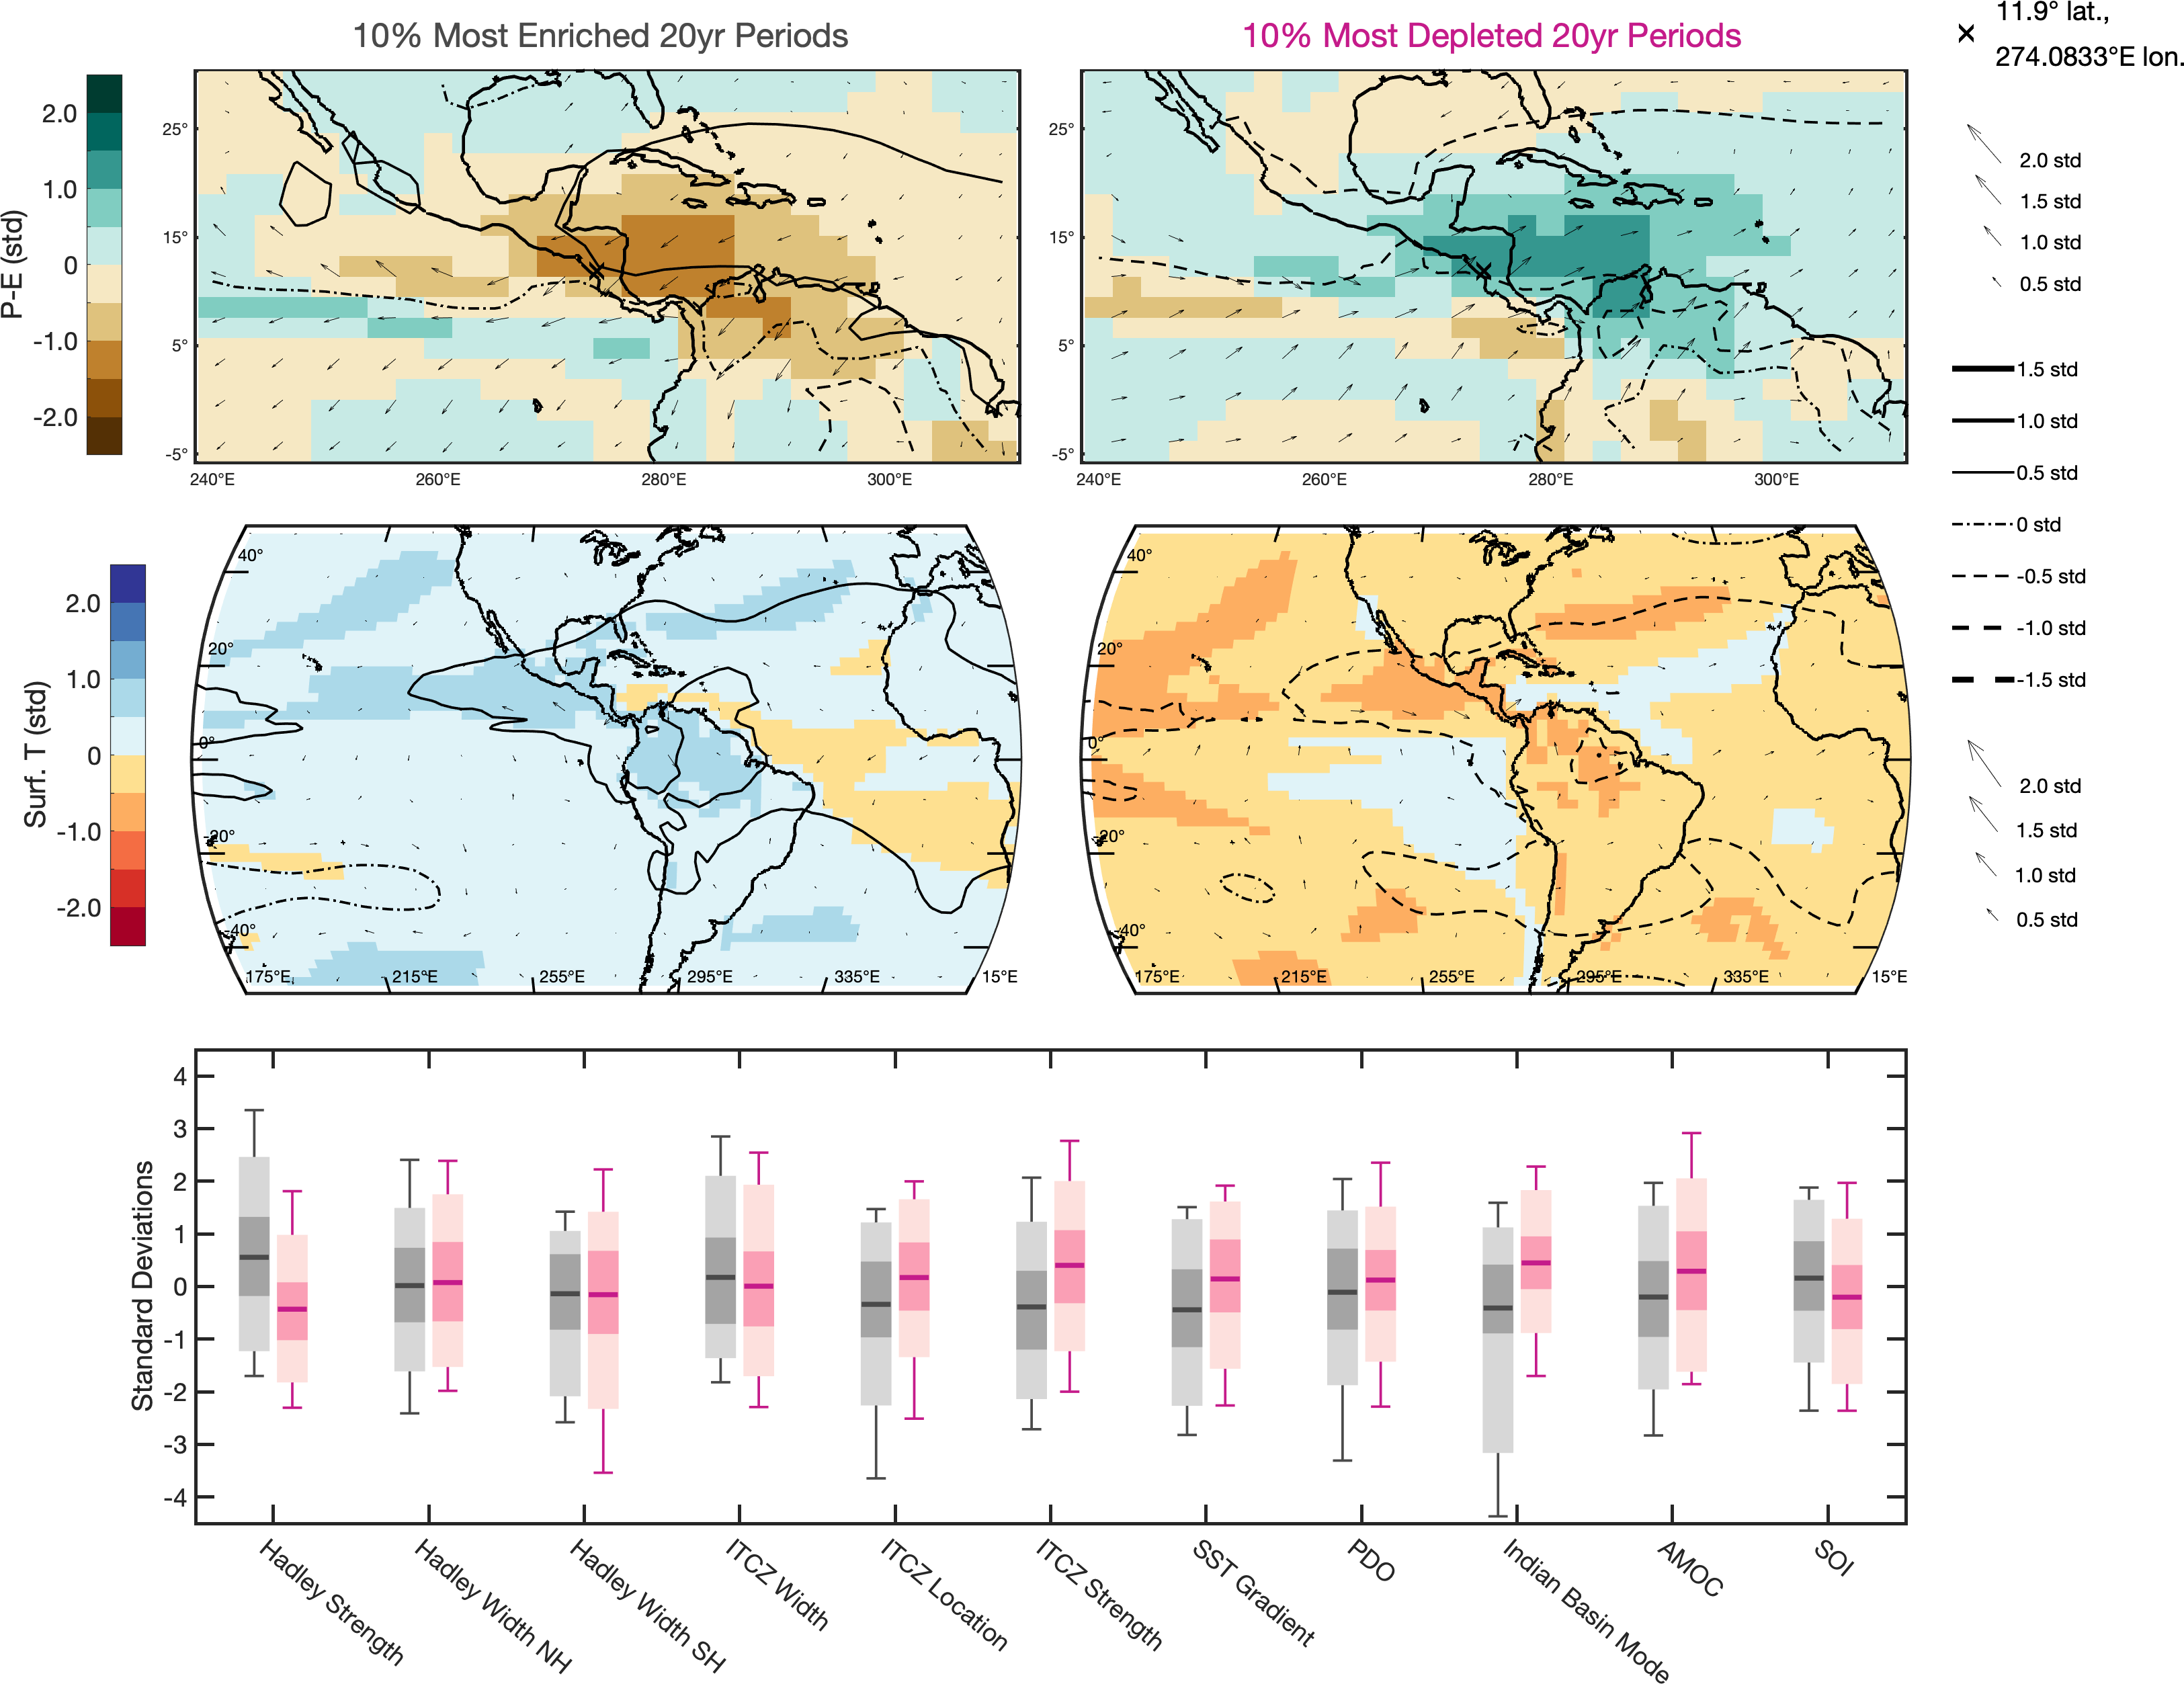 10% Most Enriched 20yr Periods
10% Most Depleted 20yr Periods
11.9° lat.,
274.0833°E lon.
P-E (std)
2.0
1.0
0
-1.0
-2.0
25°
15°
5°
-5°
240°E
260°E
280°E
300°E
25°
15°
5°
-5°
240°E
260°E
280°E
300°E
2.0 std
1.5 std
1.0 std
0.5 std
1.5 std
1.0 std
0.5 std
0 std
-0.5 std
-1.0 std
-1.5 std
Surf. T (std)
2.0
1.0
0
-1.0
-2.0
40°
20°
0°
-20°
-40°
175°E
215°E
255°E
295°E
335°E
15°E
40°
20°
0°
-20°
-40°
175°E
215°E
255°E
295°E
335°E
15°E
2.0 std
1.5 std
1.0 std
0.5 std
Standard Deviations
4
3
2
1
0
-1
-2
-3
-4
Hadley Strength
Hadley Width NH
Hadley Width SH
ITCZ Width
ITCZ Location
ITCZ Strength
SST Gradient
PDO
Indian Basin Mode
AMOC
SOI